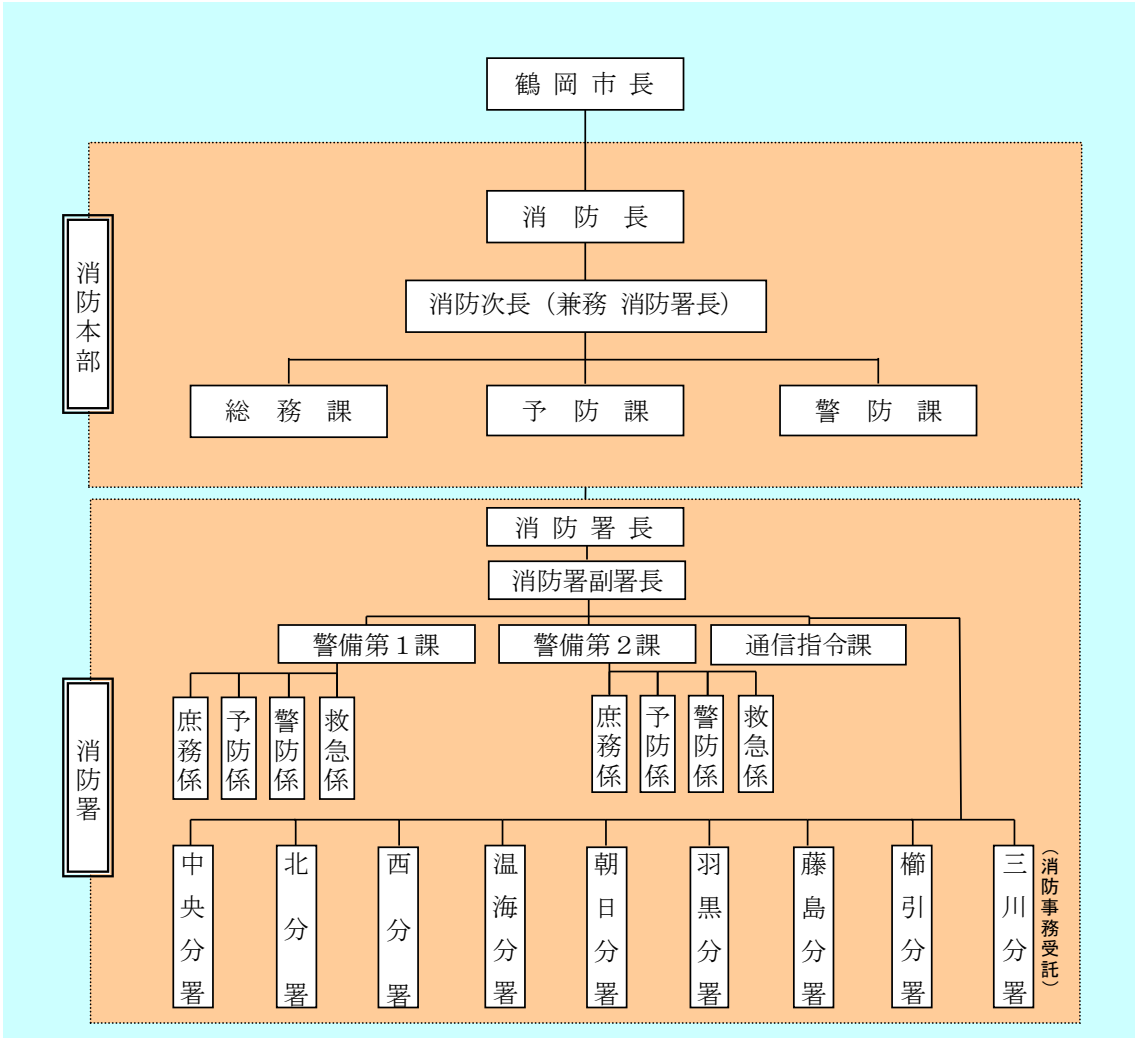 鶴岡市長
消防本部
消防長
消防次長（兼務 消防署長）
総務課
予防課
警防課
消防署
消防署長
消防署副署長
警備第１課
警備第２課
通信指令課
庶務係
予防係
警防係
救急係
庶務係
予防係
警防係
救急係
中央分署
北分署
西分署
温海分署
朝日分署
羽黒分署
藤島分署
櫛引分署
三川分署
（消防事務受託）